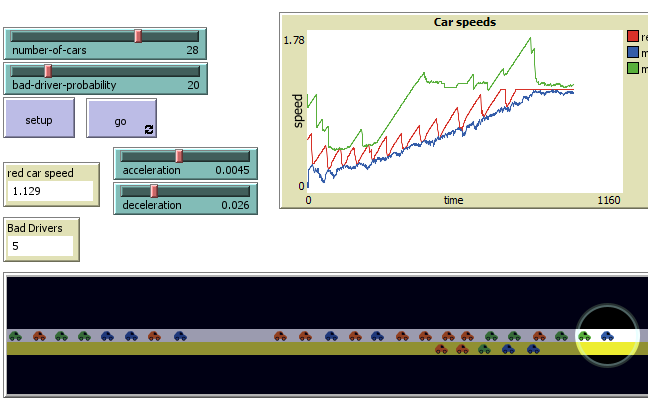 number-of-cars 28
bad-driver-probability 20
setup
go
red car speed
1.129
acceleration 0.0045
deceleration 0.026
Bad Drivers
5
Car speeds
1.78
speed
0
0 time 1160